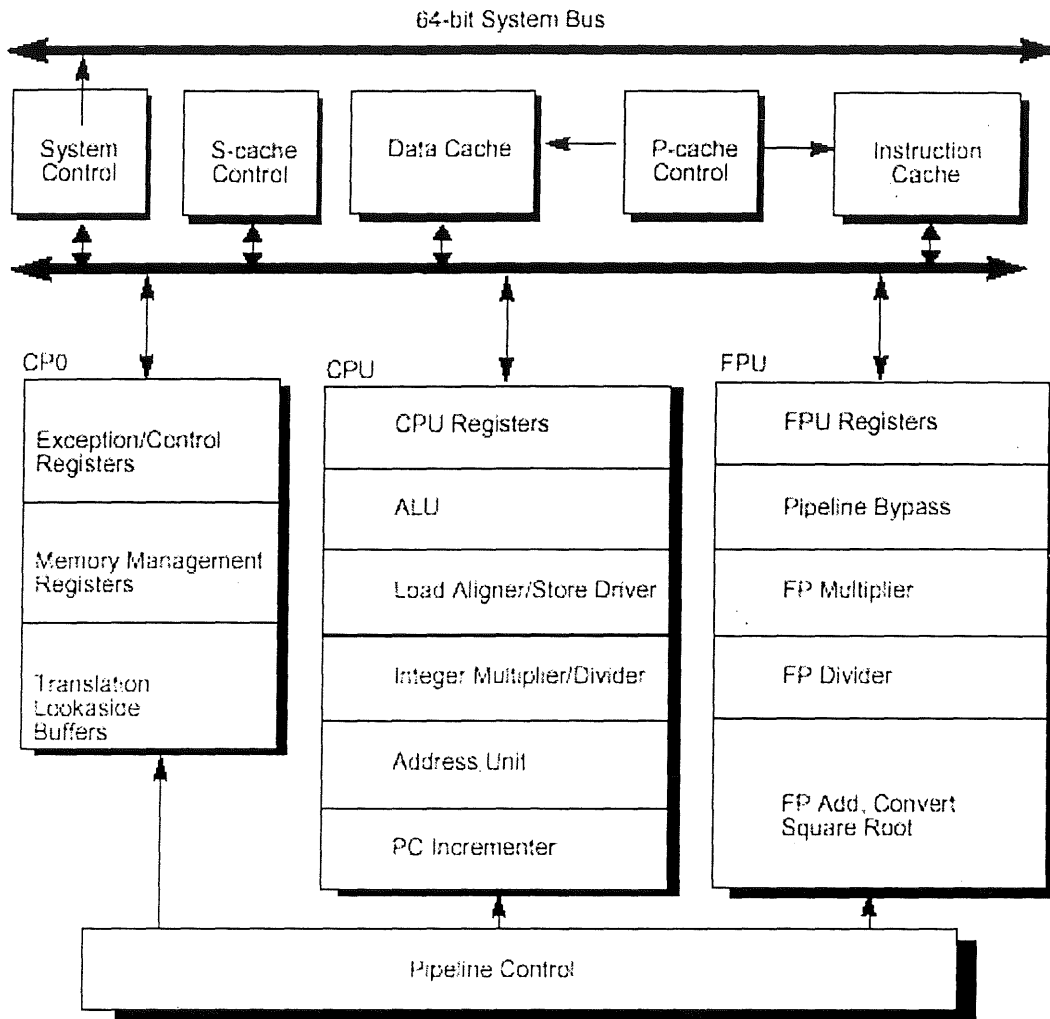 64-bit System Bus
System
Control
S-cache
Control
Data Cache
P-cache
Control
Instruction
Cache
CP0
Exception/Control
Registers
Memory Management
Registers
Translation
Lookaside
Buffers
CPU
CPU Registers
ALU
Load Aligner/Store Driver
Integer Multiplier/Divider
Address Unit
PC Incrementer
FPU
FPU Registers
Pipeline Bypass
FP Multiplier
FP Divider
FP Add, Convert
Square Root
Pipeline Control